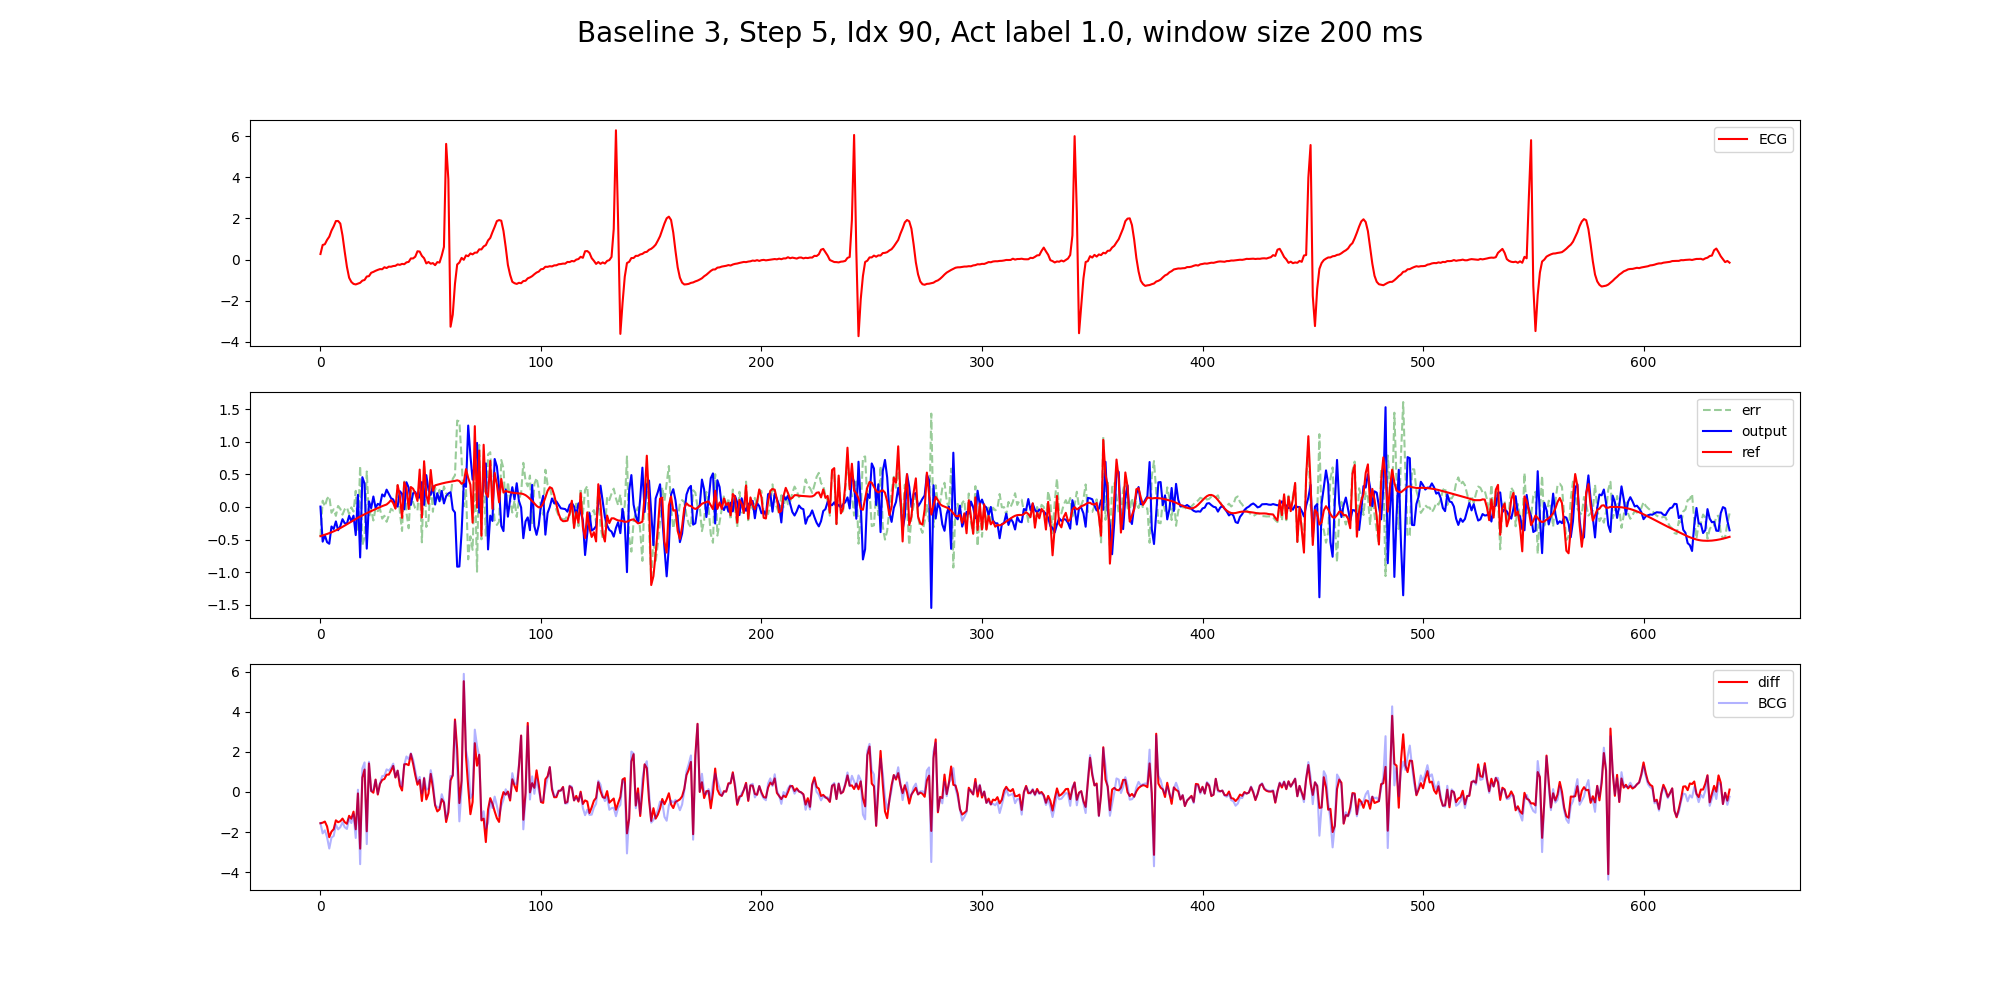 Baseline 3, Step 5, Idx 90, Act label 1.0, window size 200 ms
6
4
2
0
−2
−4
ECG
0 100 200 300 400 500 600
1.5
1.0
0.5
0.0
−0.5
−1.0
−1.5
err
output
ref
0 100 200 300 400 500 600
6
4
2
0
−2
−4
diff
BCG
0 100 200 300 400 500 600